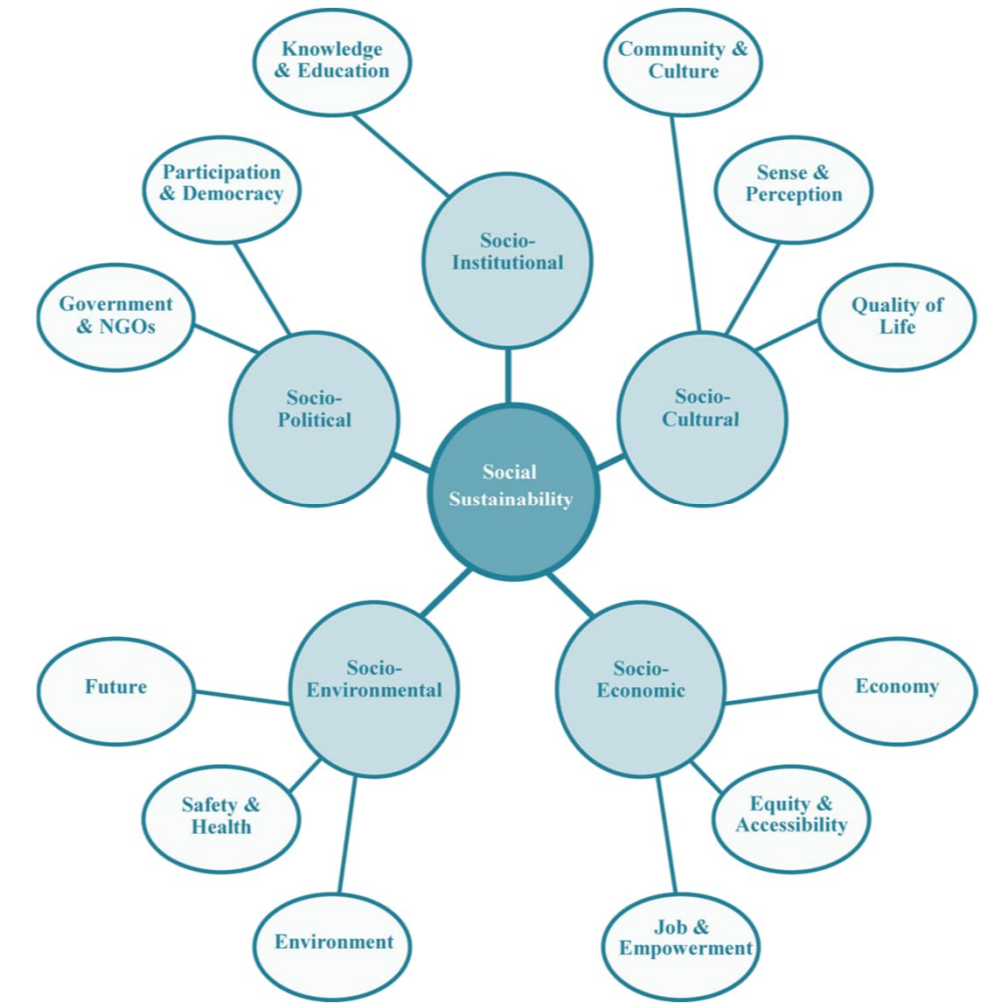 Knowledge
& Education
Community &
Culture
Participation
& Democracy
Sense &
Perception
Socio-
Institutional
Government
& NGOs
Quality of
Life
Socio-
Political
Socio-
Cultural
Social
Sustainability
Socio-
Environmental
Socio-
Economic
Future
Economy
Safety &
Health
Equity &
Accessibility
Environment
Job &
Empowerment